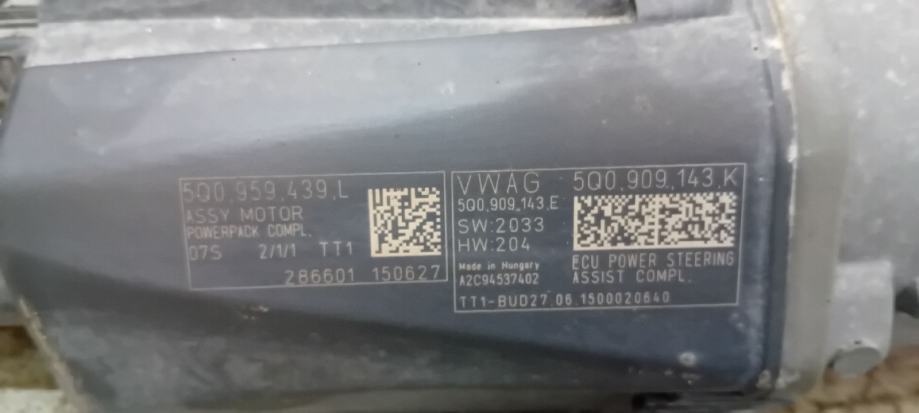 5Q0.959.439.L
ASSY MOTOR
POWERPACK COMPL.
07S 2/1/1 TT1
286601 150627
VWAG 5Q0.909.143.K
5Q0.909.143.E
SW:2033
HW:204
Made in Hungary
A2C94537402
ECU POWER STEERING
ASSIST COMPL.
TT1-BUD27.06.1500020640